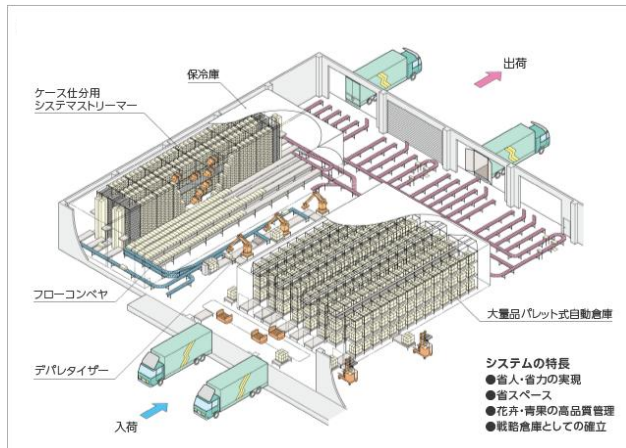 保冷庫
出荷
ケース仕分用
システマストリーマー
フローコンベヤ
大量品パレット式自動倉庫
デパレタイザー
入荷
システムの特長
●省人・省力の実現
●省スペース
●花卉・青果の高品質管理
●戦略倉庫としての確立